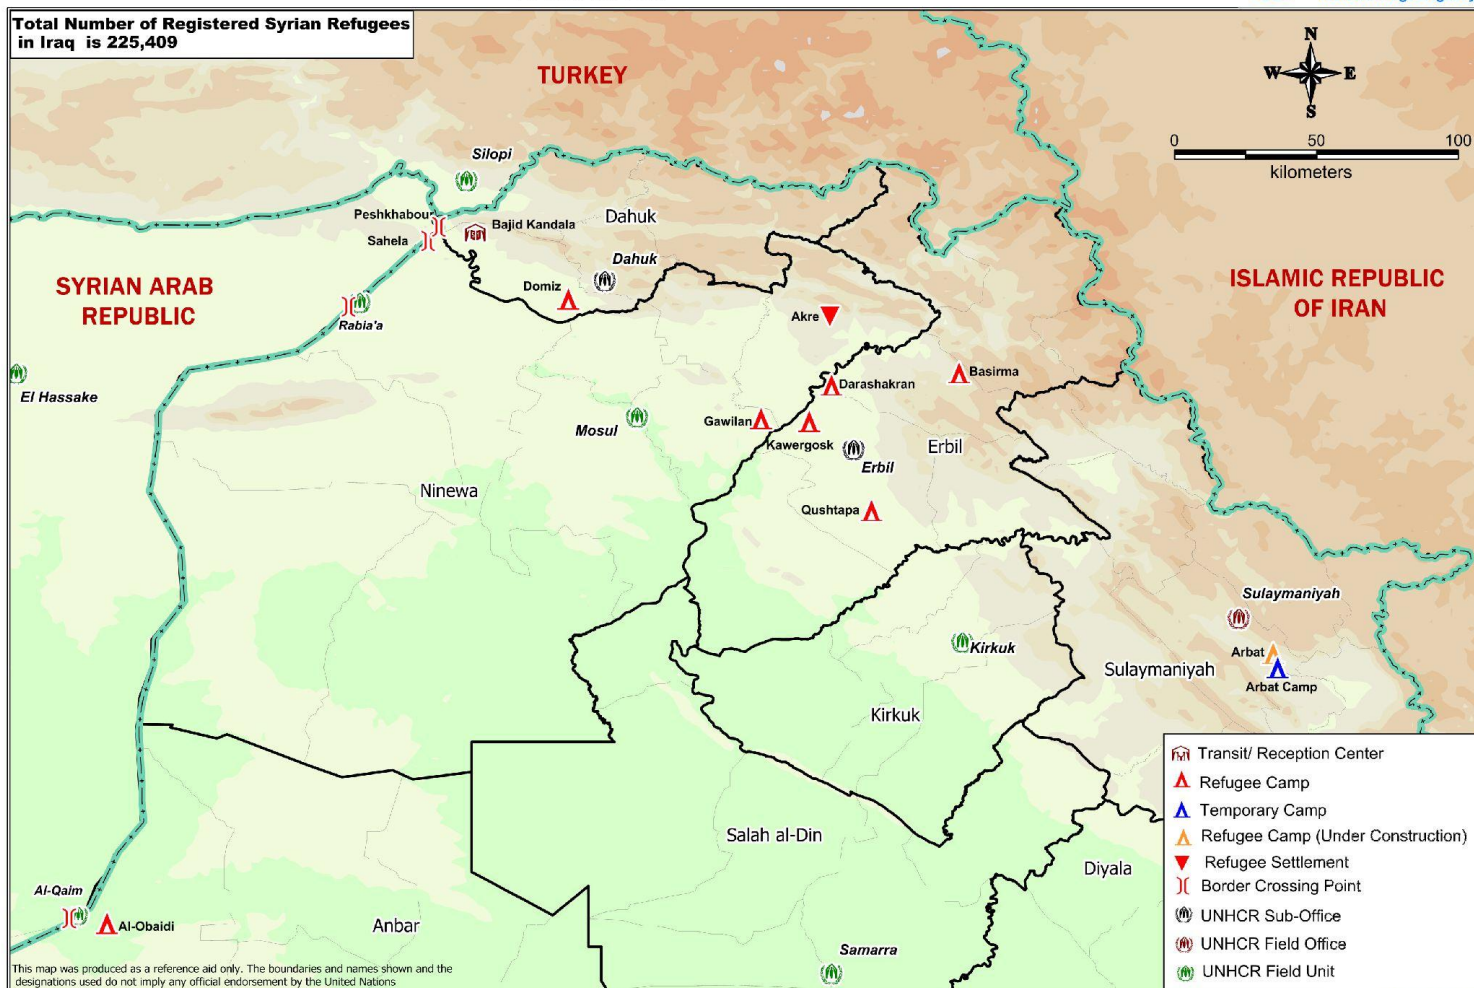 Total Number of Registered Syrian Refugees
in Iraq is 225,409
TURKEY
N
W E
S
0 50 100
kilometers
Silopi
Peshkhabour
Sahela
Bajid Kandala
Dahuk
Dahuk
Domiz
SYRIAN ARAB
REPUBLIC
ISLAMIC REPUBLIC
OF IRAN
Rabia'a
Akre
El Hassake
Basirma
Darashakran
Gawilan
Kawergosk
Mosul
Erbil
Erbil
Ninewa
Qushtapa
Sulaymaniyah
Kirkuk
Arbat
Sulaymaniyah
Arbat Camp
Kirkuk
Salah al-Din
Diyala
Al-Qaim
Al-Obaidi
Anbar
Samarra
Transit/ Reception Center
Refugee Camp
Temporary Camp
Refugee Camp (Under Construction)
Refugee Settlement
Border Crossing Point
UNHCR Sub-Office
UNHCR Field Office
UNHCR Field Unit
This map was produced as a reference aid only. The boundaries and names shown and the
designations used do not imply any official endorsement by the United Nations